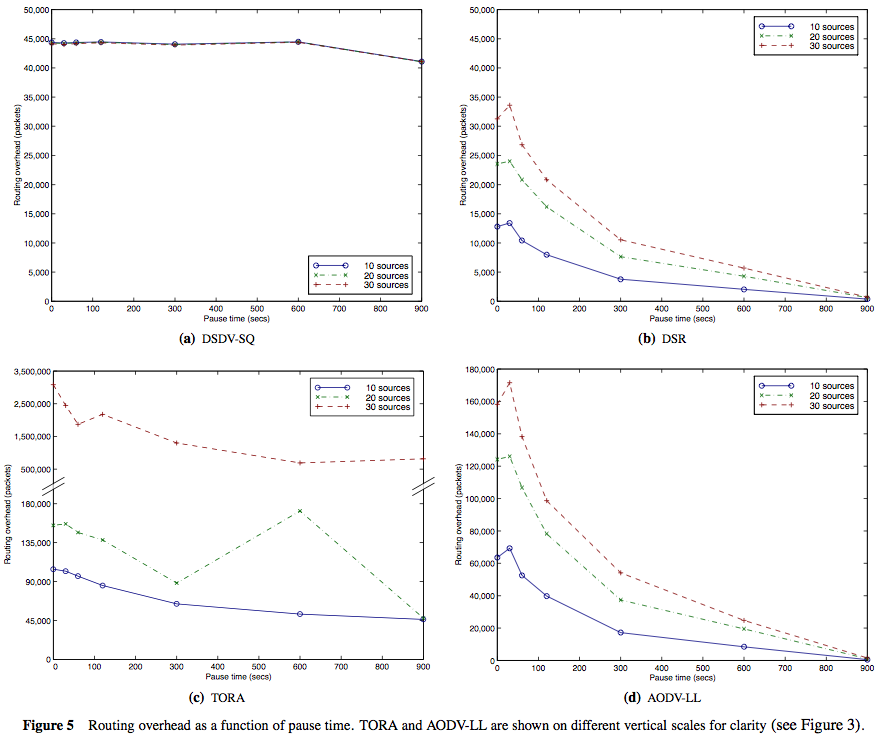 50,000
45,000
40,000
35,000
30,000
25,000
20,000
15,000
10,000
5,000
0
Routing overhead (packets)
10 sources
20 sources
30 sources
0 100 200 300 400 500 600 700 800 900
Pause time (secs)
(a) DSDV-SQ
50,000
45,000
40,000
35,000
30,000
25,000
20,000
15,000
10,000
5,000
0
Routing overhead (packets)
10 sources
20 sources
30 sources
0 100 200 300 400 500 600 700 800 900
Pause time (secs)
(b) DSR
3,500,000
2,500,000
1,500,000
500,000
180,000
135,000
90,000
45,000
0
Routing overhead (packets)
10 sources
20 sources
30 sources
0 100 200 300 400 500 600 700 800 900
Pause time (secs)
(c) TORA
180,000
160,000
140,000
120,000
100,000
80,000
60,000
40,000
20,000
0
Routing overhead (packets)
10 sources
20 sources
30 sources
0 100 200 300 400 500 600 700 800 900
Pause time (secs)
(d) AODV-LL
Figure 5 Routing overhead as a function of pause time. TORA and AODV-LL are shown on different vertical scales for clarity (see Figure 3).